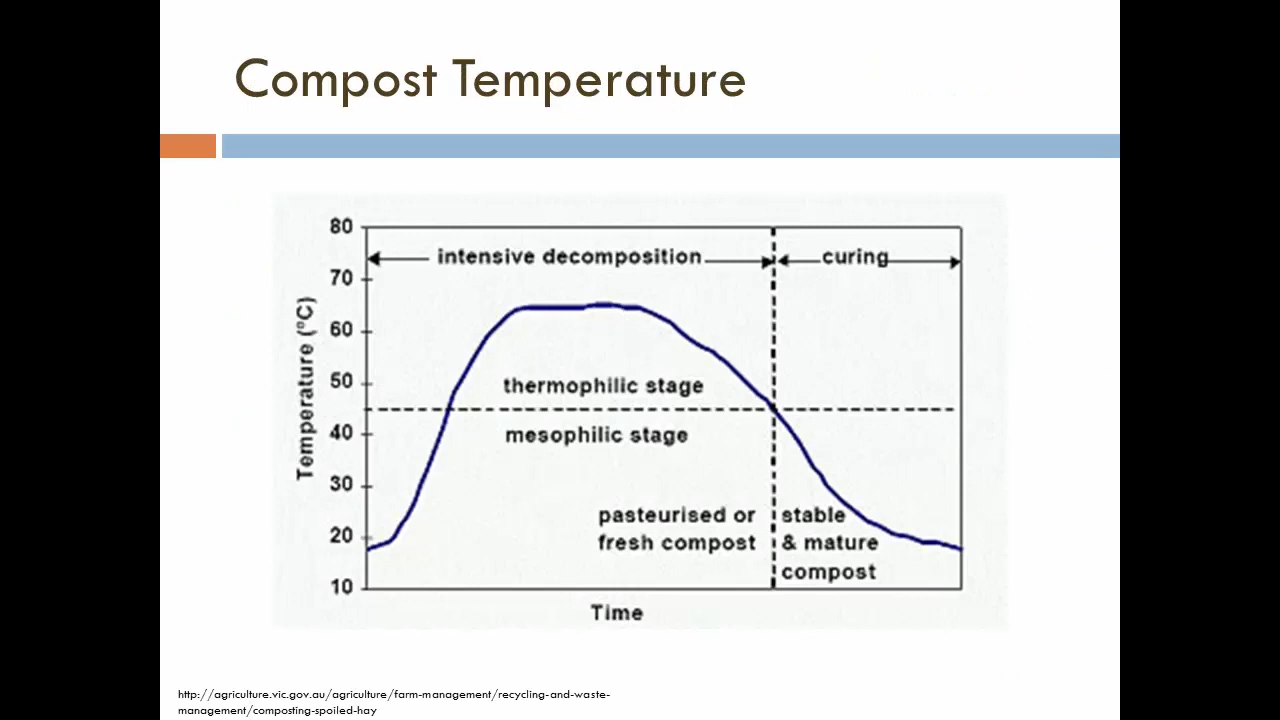 Compost Temperature
80
intensive decomposition
curing
70
60
50
thermophilic stage
40
mesophilic stage
30
20
10
Temperature (°C)
pasteurised or
fresh compost
stable
& mature
compost
Time
http://agriculture.vic.gov.au/agriculture/farm-management/recycling-and-waste-
management/composting-spoiled-hay